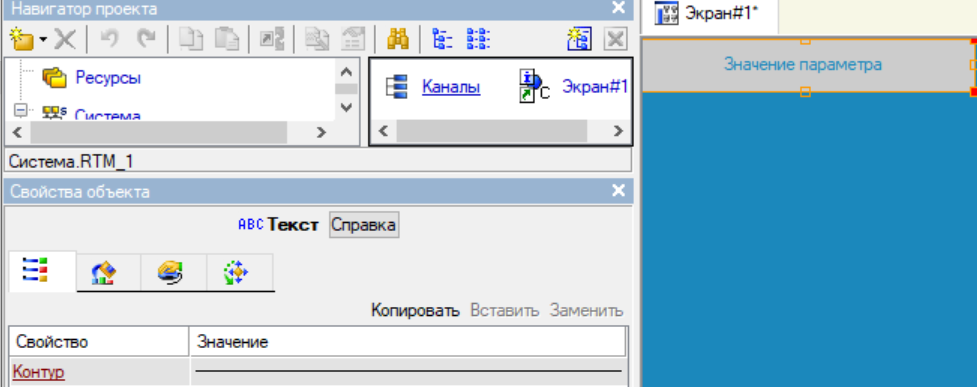 Навигатор проекта
Экран#1*
Ресурсы
Система
Каналы
C Экран#1
Система.RTM_1
Значение параметра
Свойства объекта
ABC Текст Справка
Копировать Вставить Заменить
Свойство Значение
Контур